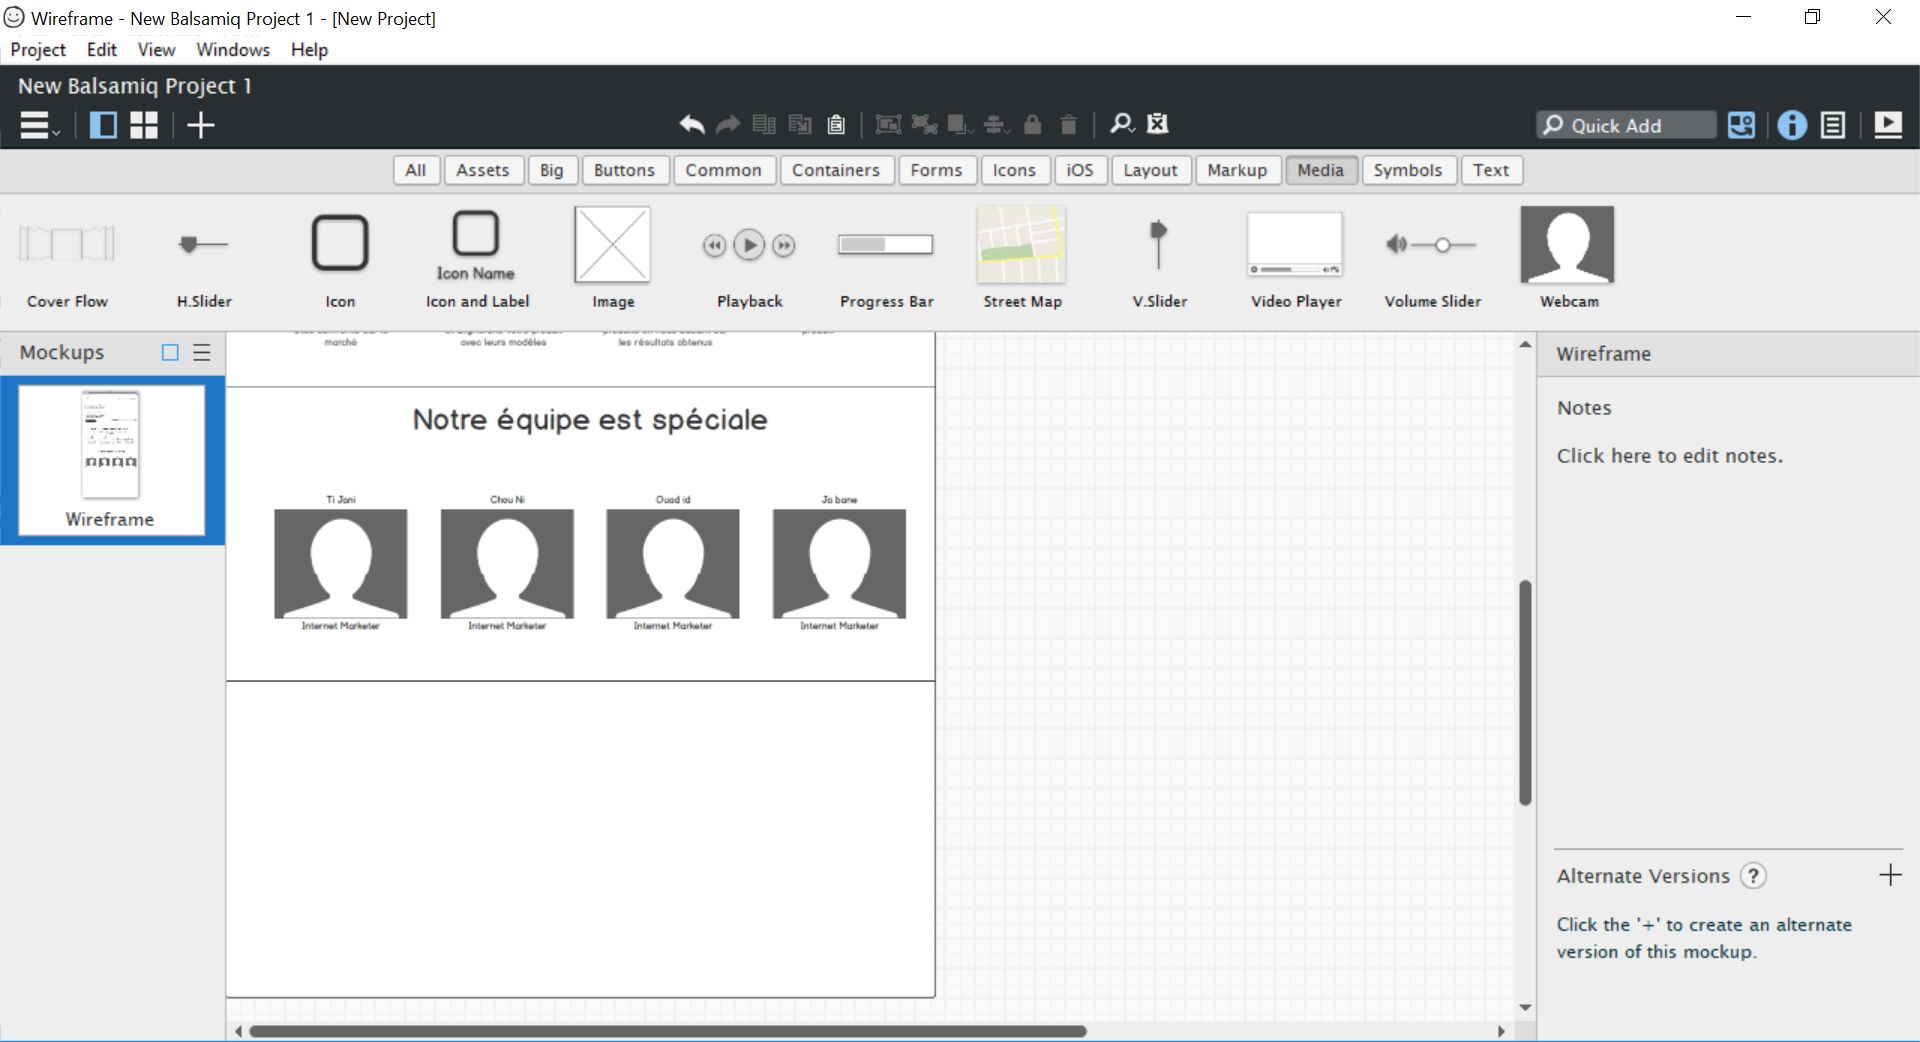 Wireframe - New Balsamiq Project 1 - [New Project]
Project Edit View Windows Help
New Balsamiq Project 1
Quick Add
All Assets Big Buttons Common Containers Forms Icons iOS Layout Markup Media Symbols Text
Icon Name
Cover Flow H.Slider Icon Icon and Label Image Playback Progress Bar Street Map V.Slider Video Player Volume Slider Webcam
Mockups
Wireframe
marché avec leurs modèles les résultats obtenus
Notre équipe est spéciale
Ti Jani Chou Ni Ouad id Ja bane
Internet Marketer Internet Marketer Internet Marketer Internet Marketer
Wireframe
Notes
Click here to edit notes.
Alternate Versions ?
Click the '+' to create an alternate
version of this mockup.